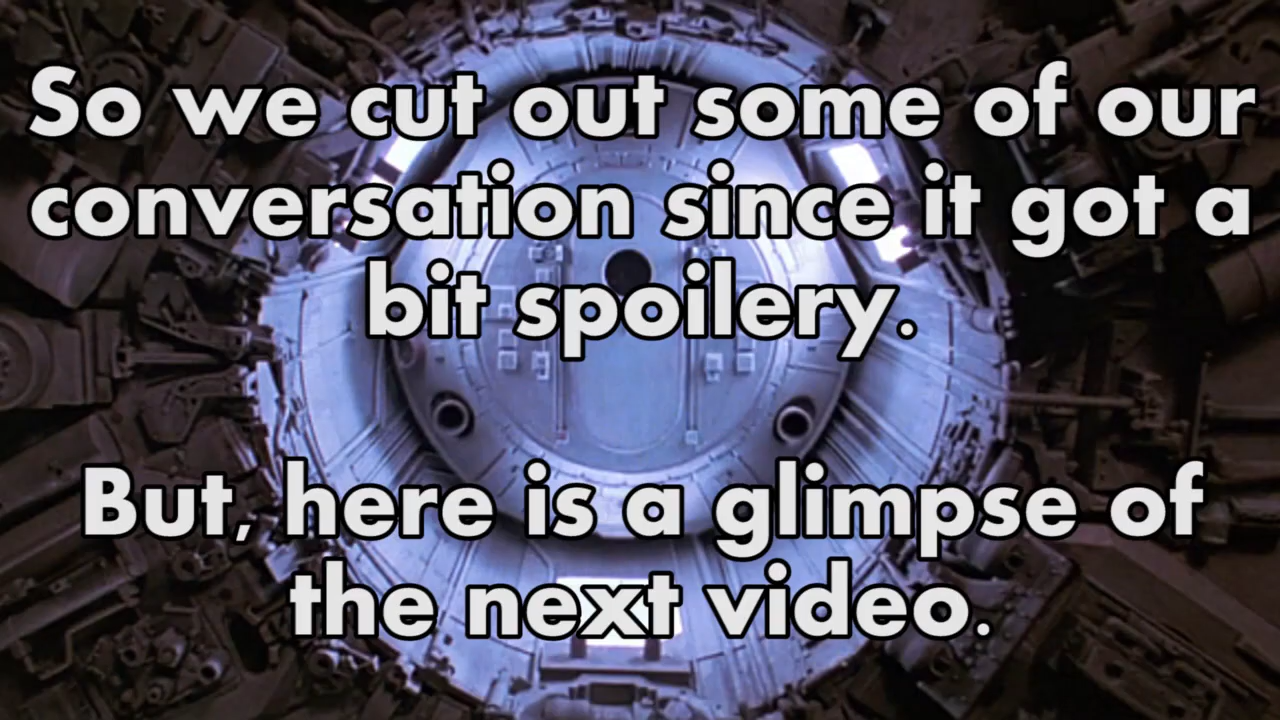 So we cut out some of our
conversation since it got a
bit spoilery.
But, here is a glimpse of
the next video.